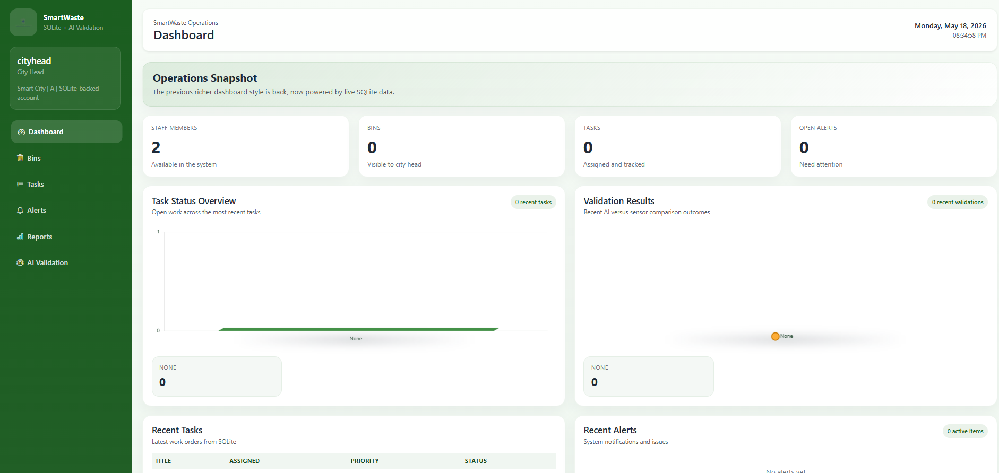 SmartWaste
SQLite + AI Validation
cityhead
City Head
Smart City | A | SQLite-backed
account
Dashboard
Bins
Tasks
Alerts
Reports
AI Validation
SmartWaste Operations
Dashboard
Monday, May 18, 2026
08:34:58 PM
Operations Snapshot
The previous richer dashboard style is back, now powered by live SQLite data.
STAFF MEMBERS
2
Available in the system
BINS
0
Visible to city head
TASKS
0
Assigned and tracked
OPEN ALERTS
0
Need attention
Task Status Overview
0 recent tasks
Open work across the most recent tasks
1
0
None
NONE
0
Validation Results
0 recent validations
Recent AI versus sensor comparison outcomes
None
NONE
0
Recent Tasks
Latest work orders from SQLite
TITLE ASSIGNED PRIORITY STATUS
Recent Alerts
0 active items
System notifications and issues
No alerts yet